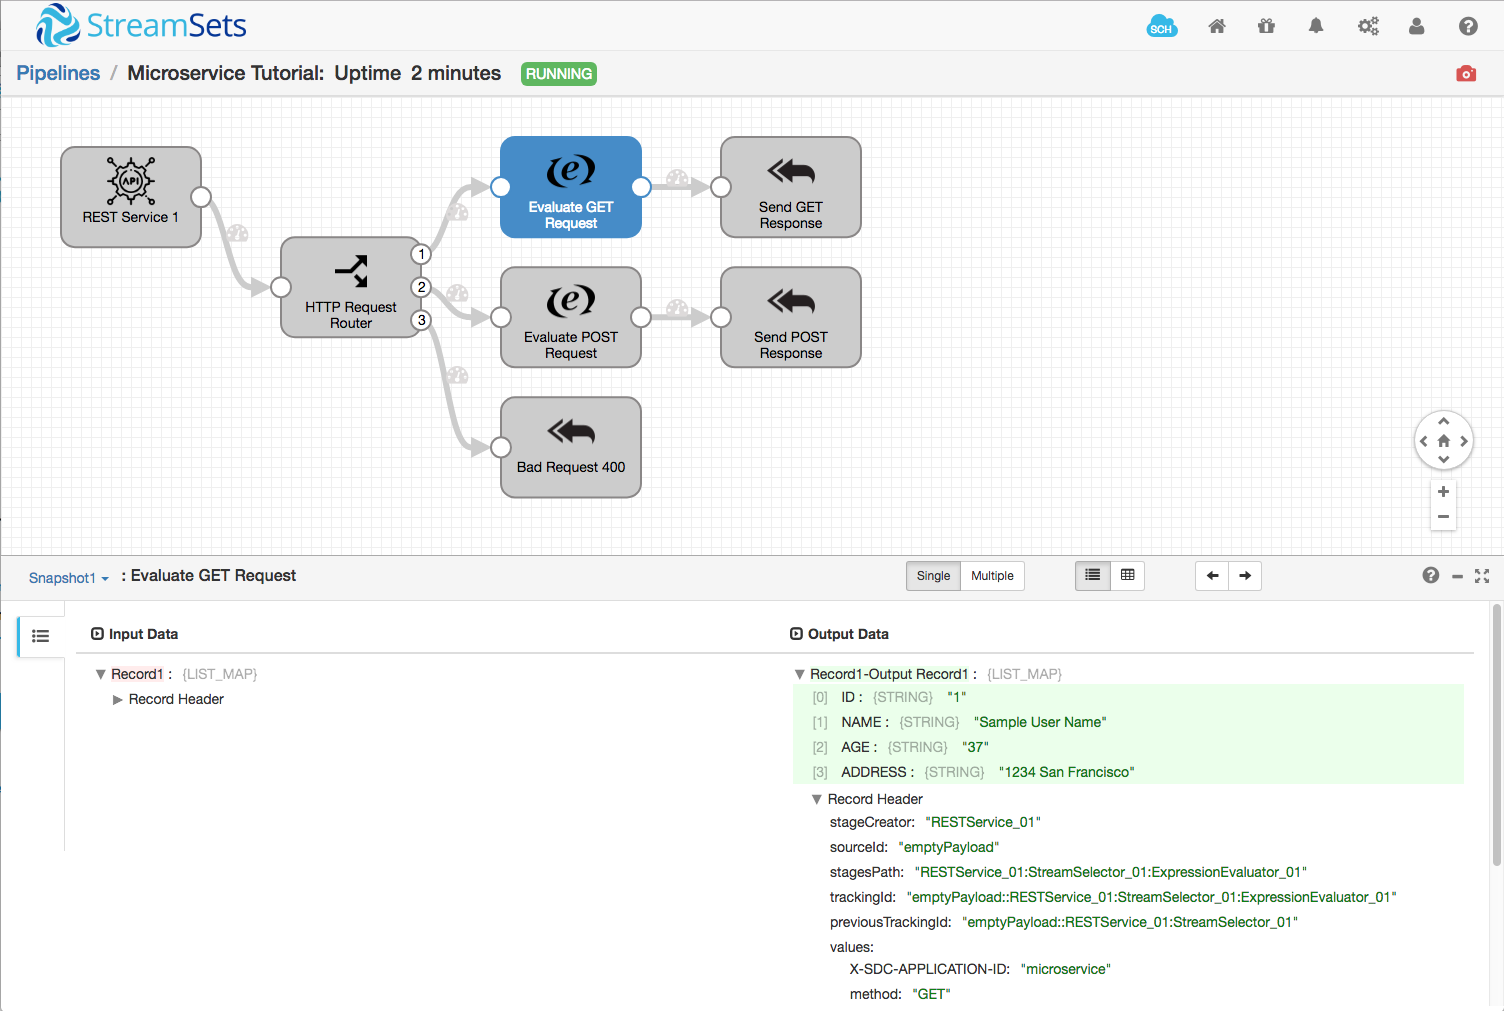 StreamSets
SCH
Pipelines / Microservice Tutorial: Uptime 2 minutes RUNNING
API
REST Service 1
HTTP Request
Router
1
2
3
Evaluate GET
Request
Send GET
Response
Evaluate POST
Request
Send POST
Response
Bad Request 400
Snapshot1 : Evaluate GET Request
Single Multiple
Input Data
Record1 : {LIST_MAP}
Record Header
Output Data
Record1-Output Record1 : {LIST_MAP}
[0] ID : {STRING} "1"
[1] NAME : {STRING} "Sample User Name"
[2] AGE : {STRING} "37"
[3] ADDRESS : {STRING} "1234 San Francisco"
Record Header
stageCreator: "RESTService_01"
sourceId: "emptyPayload"
stagesPath: "RESTService_01:StreamSelector_01:ExpressionEvaluator_01"
trackingId: "emptyPayload::RESTService_01:StreamSelector_01:ExpressionEvaluator_01"
previousTrackingId: "emptyPayload::RESTService_01:StreamSelector_01"
values:
X-SDC-APPLICATION-ID: "microservice"
method: "GET"